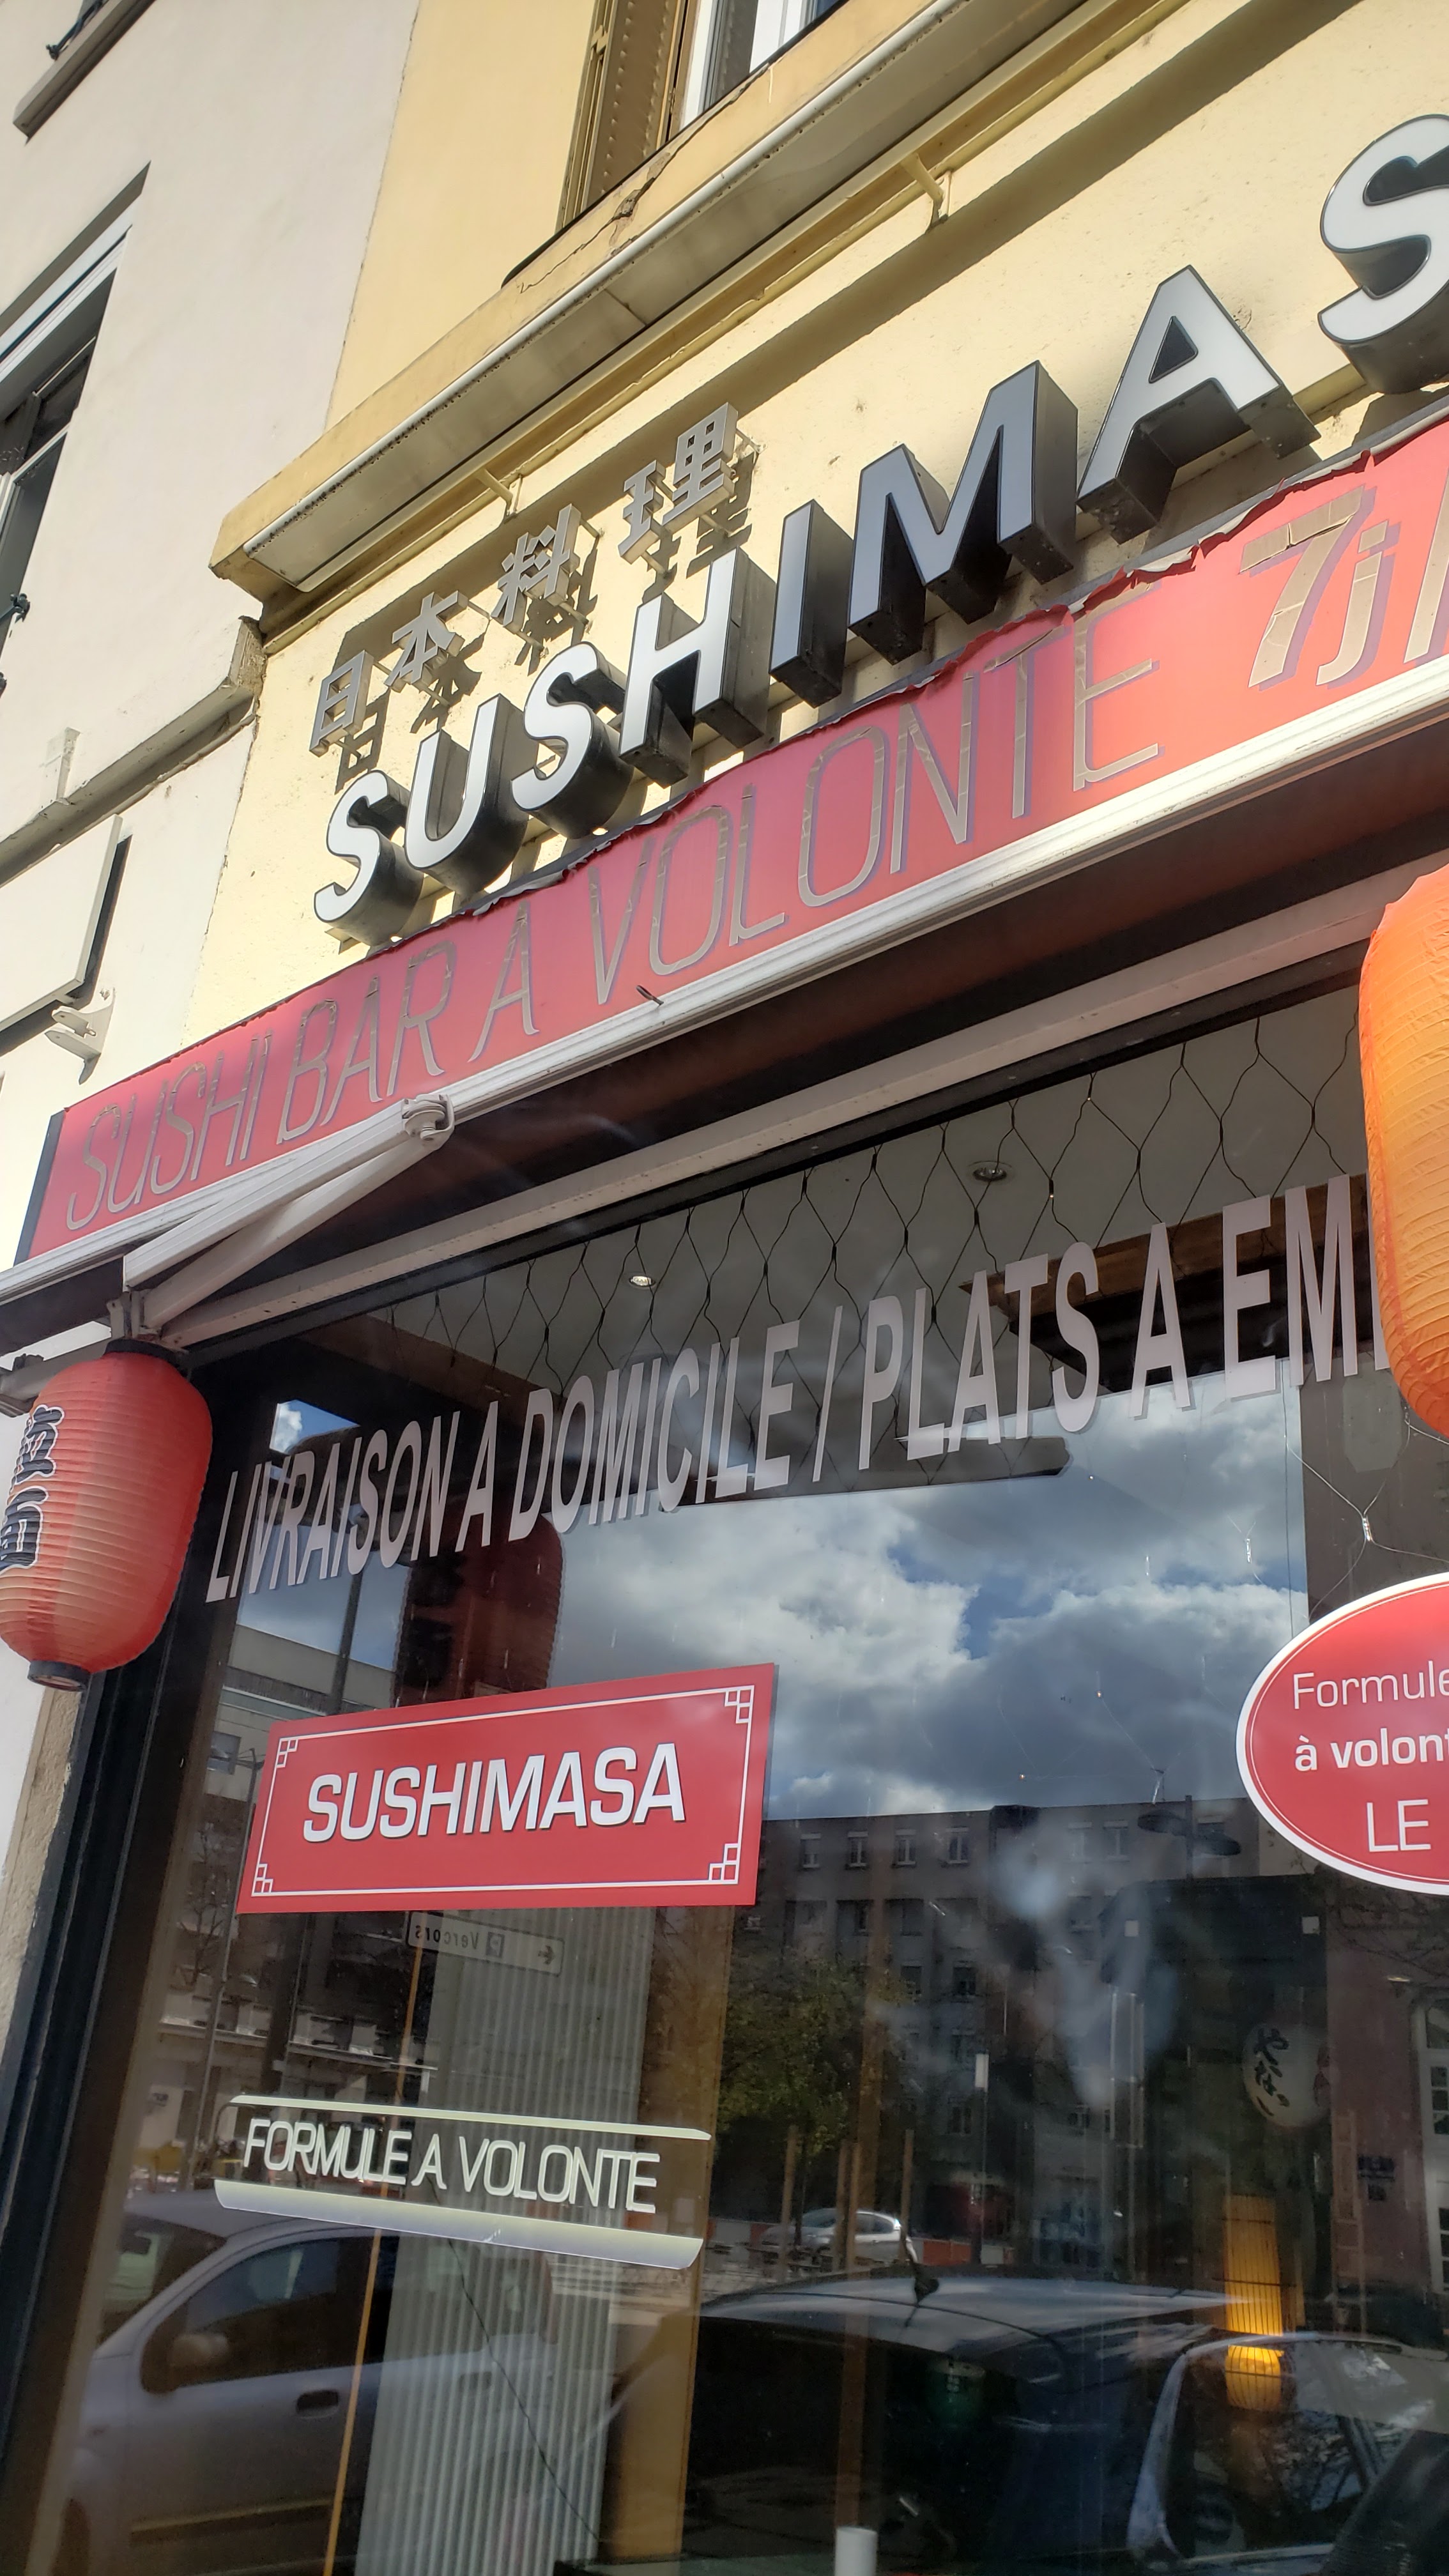 日本料理
SUSHIMAS
SUSHI BAR A VOLONTE 7j/
LIVRAISON A DOMICILE / PLATS A EM
SUSHIMASA
Formule
à volont
LE
Vercors
FORMULE A VOLONTE